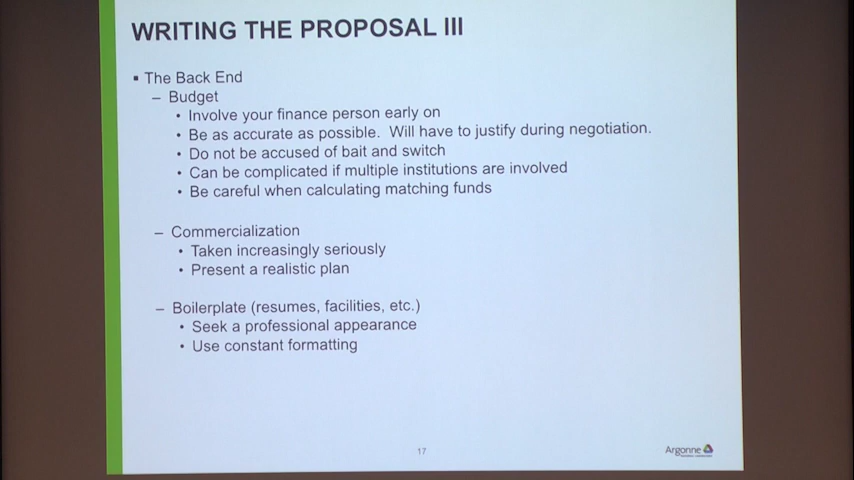 WRITING THE PROPOSAL III
▪ The Back End
– Budget
• Involve your finance person early on
• Be as accurate as possible. Will have to justify during negotiation.
• Do not be accused of bait and switch
• Can be complicated if multiple institutions are involved
• Be careful when calculating matching funds
– Commercialization
• Taken increasingly seriously
• Present a realistic plan
– Boilerplate (resumes, facilities, etc.)
• Seek a professional appearance
• Use constant formatting
17
Argonne